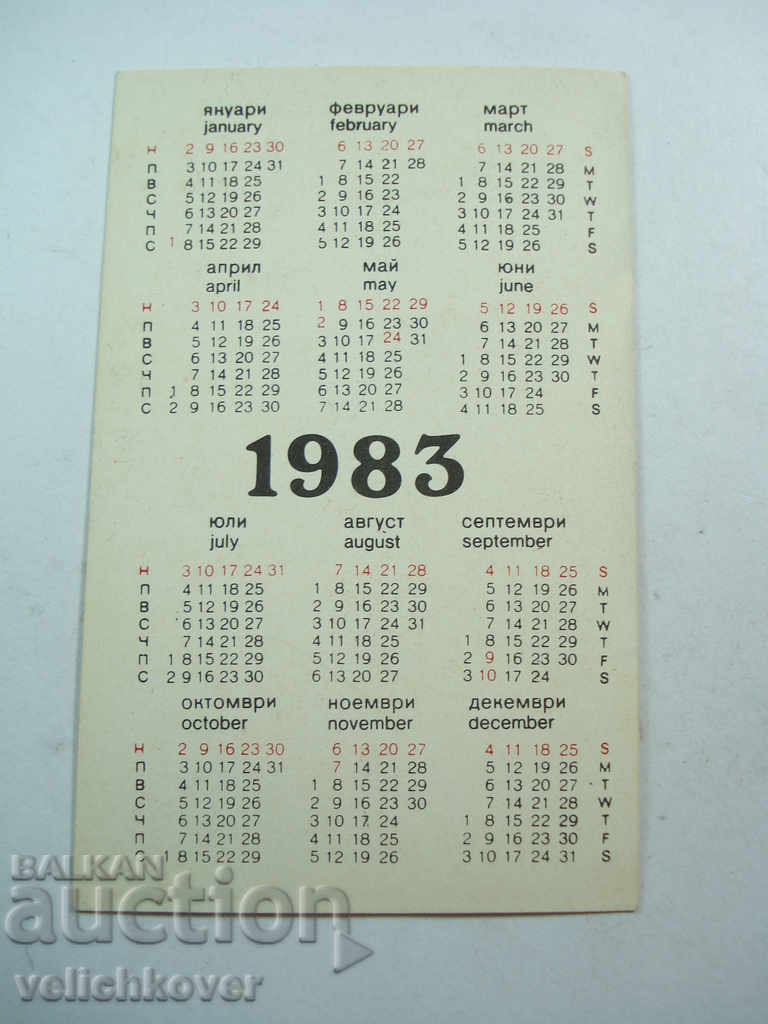 януари февруари март
january february march
н 2 9 16 23 30 6 13 20 27 6 13 20 27 S
п 3 10 17 24 31 7 14 21 28 7 14 21 28 M
в 4 11 18 25 1 8 15 22 1 8 15 22 29 T
с 5 12 19 26 2 9 16 23 2 9 16 23 30 W
ч 6 13 20 27 3 10 17 24 3 10 17 24 31 T
п 7 14 21 28 4 11 18 25 4 11 18 25 F
с 1 8 15 22 29 5 12 19 26 5 12 19 26 S
април май юни
april may june
н 3 10 17 24 1 8 15 22 29 5 12 19 26 S
п 4 11 18 25 2 9 16 23 30 6 13 20 27 M
в 5 12 19 26 3 10 17 24 31 7 14 21 28 T
с 6 13 20 27 4 11 18 25 1 8 15 22 29 W
ч 7 14 21 28 5 12 19 26 2 9 16 23 30 T
п 1 8 15 22 29 6 13 20 27 3 10 17 24 F
с 2 9 16 23 30 7 14 21 28 4 11 18 25 S
1983
юли август септември
july august september
н 3 10 17 24 31 7 14 21 28 4 11 18 25 S
п 4 11 18 25 1 8 15 22 29 5 12 19 26 M
в 5 12 19 26 2 9 16 23 30 6 13 20 27 T
с 6 13 20 27 3 10 17 24 31 7 14 21 28 W
ч 7 14 21 28 4 11 18 25 1 8 15 22 29 T
п 1 8 15 22 29 5 12 19 26 2 9 16 23 30 F
с 2 9 16 23 30 6 13 20 27 3 10 17 24 S
октомври ноември декември
october november december
н 2 9 16 23 30 6 13 20 27 4 11 18 25 S
п 3 10 17 24 31 7 14 21 28 5 12 19 26 M
в 4 11 18 25 1 8 15 22 29 6 13 20 27 T
с 5 12 19 26 2 9 16 23 30 7 14 21 28 W
ч 6 13 20 27 3 10 17 24 1 8 15 22 29 T
п 7 14 21 28 4 11 18 25 2 9 16 23 30 F
с 1 8 15 22 29 5 12 19 26 3 10 17 24 31 S
BALKAN
auction
velichkover